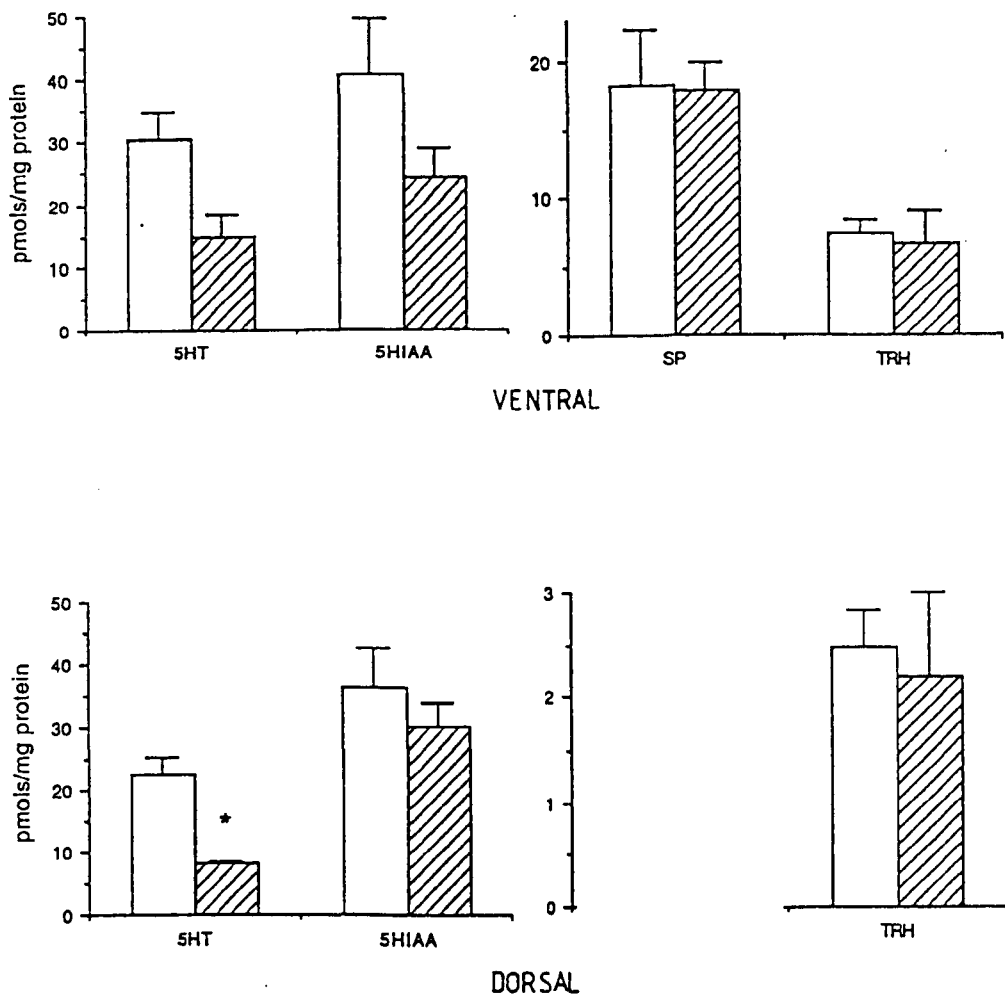 50
40
30
20
10
0
pmols/mg protein
5HT 5HIAA
20
10
0
SP TRH
VENTRAL
50
40
30
20
10
0
pmols/mg protein
*
5HT 5HIAA
3
2
1
0
TRH
DORSAL